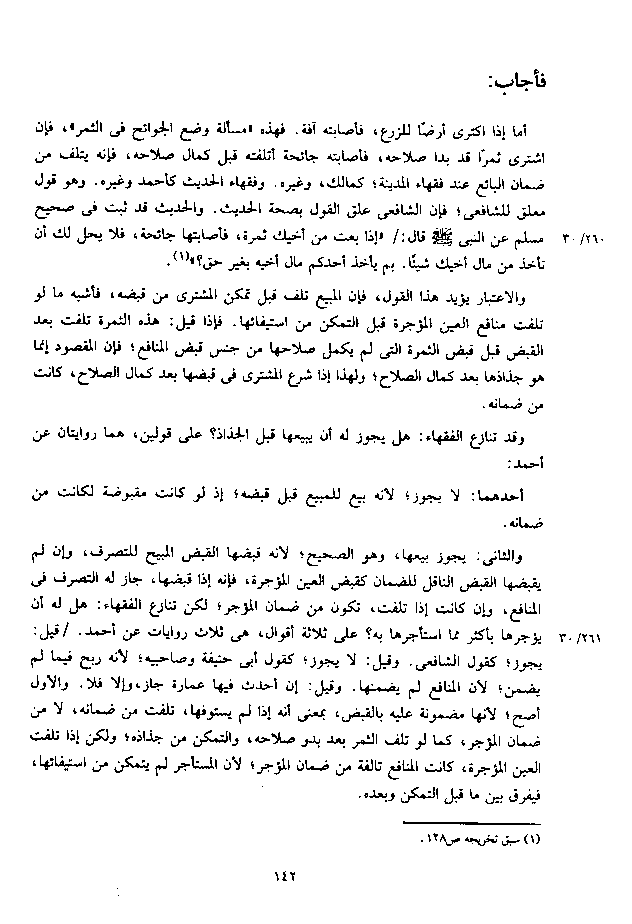 فأجاب:
أما إذا اكترى أرضًا للزرع، فأصابته آفة. فهذه «مسألة وضع الجوائح فى الثمر»، فإن
اشترى ثمرًا قد بدا صلاحه، فأصابته جائحة أتلفته قبل كمال صلاحه، فإنه يتلف من
ضمان البائع عند فقهاء المدينة؛ كمالك، وغيره. وفقهاء الحديث كأحمد وغيره. وهو قول
معلق للشافعى؛ فإن الشافعى علق القول بصحة الحديث. والحديث قد ثبت فى صحيح
٣٠/٢٦٠ مسلم عن النبى ﷺ قال:/ «إذا بعت من أخيك ثمرة، فأصابتها جائحة، فلا يحل لك أن
تأخذ من مال أخيك شيئًا. بم يأخذ أحدكم مال أخيه بغير حق؟»(١).
والاعتبار يؤيد هذا القول، فإن المبيع تلف قبل تمكن المشترى من قبضه، فأشبه ما لو
تلفت منافع العين المؤجرة قبل التمكن من استيفائها. فإذا قيل: هذه الثمرة تلفت بعد
القبض قبل قبض الثمرة التى لم يكمل صلاحها من جنس قبض المنافع؛ فإن المقصود إنما
هو جذاذها بعد كمال الصلاح؛ ولهذا إذا شرع المشترى فى قبضها بعد كمال الصلاح، كانت
من ضمانه.
وقد تنازع الفقهاء: هل يجوز له أن يبيعها قبل الجذاذ؟ على قولين، هما روايتان عن
أحمد:
أحدهما: لا يجوز؛ لأنه بيع للمبيع قبل قبضه؛ إذ لو كانت مقبوضة لكانت من
ضمانه.
والثانى: يجوز بيعها، وهو الصحيح؛ لأنه قبضها القبض المبيح للتصرف، وإن لم
يقبضها القبض الناقل للضمان كقبض العين المؤجرة، فإنه إذا قبضها، جاز له التصرف فى
المنافع، وإن كانت إذا تلفت، تكون من ضمان المؤجر؛ لكن تنازع الفقهاء: هل له أن
٣٠/٢٦١ يؤجرها بأكثر مما استأجرها به؟ على ثلاثة أقوال، هى ثلاث روايات عن أحمد. /قيل:
يجوز؛ كقول الشافعى. وقيل: لا يجوز؛ كقول أبى حنيفة وصاحبيه؛ لأنه ربح فيما لم
يضمن؛ لأن المنافع لم يضمنها. وقيل: إن أحدث فيها عمارة جاز، وإلا فلا. والأول
أصح؛ لأنها مضمونة عليه بالقبض، بمعنى أنه إذا لم يستوفها، تلفت من ضمانه، لا من
ضمان المؤجر، كما لو تلف الثمر بعد بدو صلاحه، والتمكن من جذاذه؛ ولكن إذا تلفت
العين المؤجرة، كانت المنافع تالفة من ضمان المؤجر؛ لأن المستأجر لم يتمكن من استيفائها،
فيفرق بين ما قبل التمكن وبعده.
(١) سبق تخريجه ص١٢٨.
١٤٢